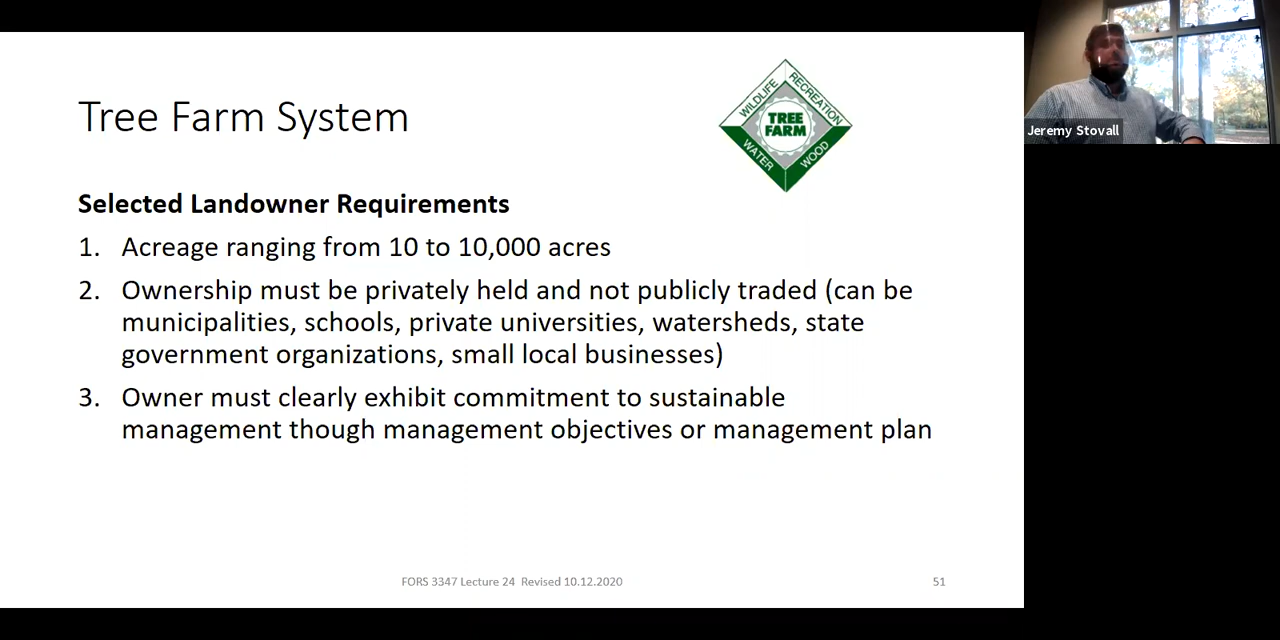 Tree Farm System
WILDLIFE
RECREATION
TREE
FARM
WATER
WOOD
Selected Landowner Requirements
1. Acreage ranging from 10 to 10,000 acres
2. Ownership must be privately held and not publicly traded (can be
municipalities, schools, private universities, watersheds, state
government organizations, small local businesses)
3. Owner must clearly exhibit commitment to sustainable
management though management objectives or management plan
FORS 3347 Lecture 24 Revised 10.12.2020
51
Jeremy Stovall